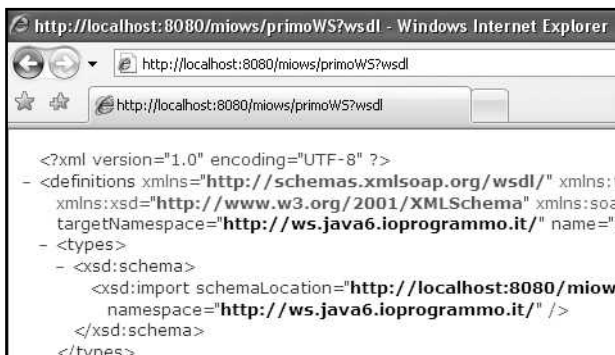 http://localhost:8080/miows/primoWS?wsdl - Windows Internet Explorer
http://localhost:8080/miows/primoWS?wsdl
http://localhost:8080/miows/primoWS?wsdl
<?xml version="1.0" encoding="UTF-8" ?>
- <definitions xmlns="http://schemas.xmlsoap.org/wsdl/" xmlns:
xmlns:xsd="http://www.w3.org/2001/XMLSchema" xmlns:soa
targetNamespace="http://ws.java6.ioprogrammo.it/" name="
- <types>
- <xsd:schema>
<xsd:import schemaLocation="http://localhost:8080/miow
namespace="http://ws.java6.ioprogrammo.it/" />
</xsd:schema>
</types>